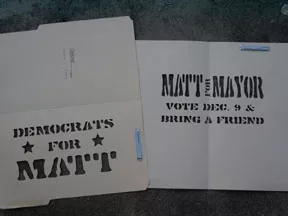 DEMOCRATS
FOR
MATT
MATT FOR MAYOR
VOTE DEC. 9 &
BRING A FRIEND